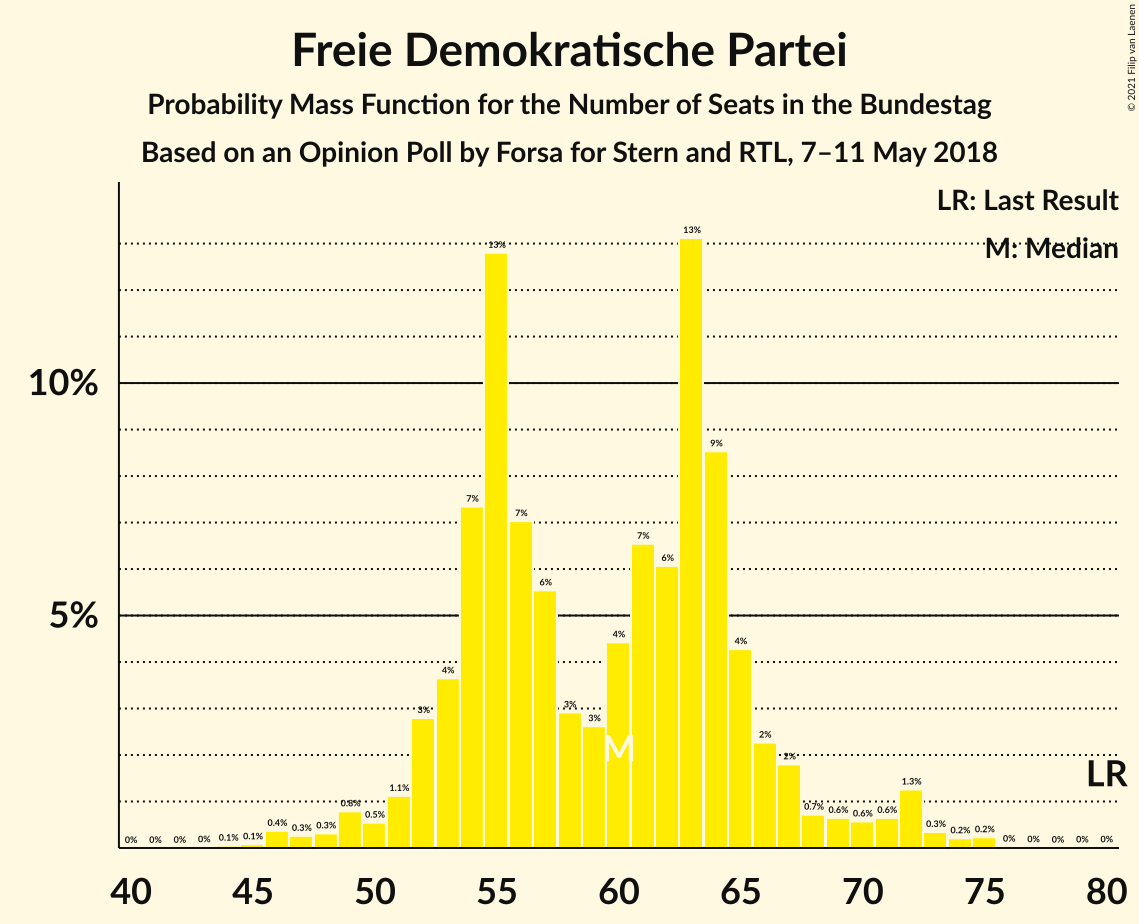 © 2021 Filip van Laenen
Freie Demokratische Partei
Probability Mass Function for the Number of Seats in the Bundestag
Based on an Opinion Poll by Forsa for Stern and RTL, 7–11 May 2018
LR: Last Result
M: Median
10%
5%
0% 0% 0% 0% 0.1% 0.1% 0.4% 0.3% 0.3% 0.8% 0.5% 1.1% 3% 4% 7% 13% 7% 6% 3% 3% 4% 7% 6% 13% 9% 4% 2% 2% 0.7% 0.6% 0.6% 0.6% 1.3% 0.3% 0.2% 0.2% 0% 0% 0% 0% 0%
M
LR
40 45 50 55 60 65 70 75 80